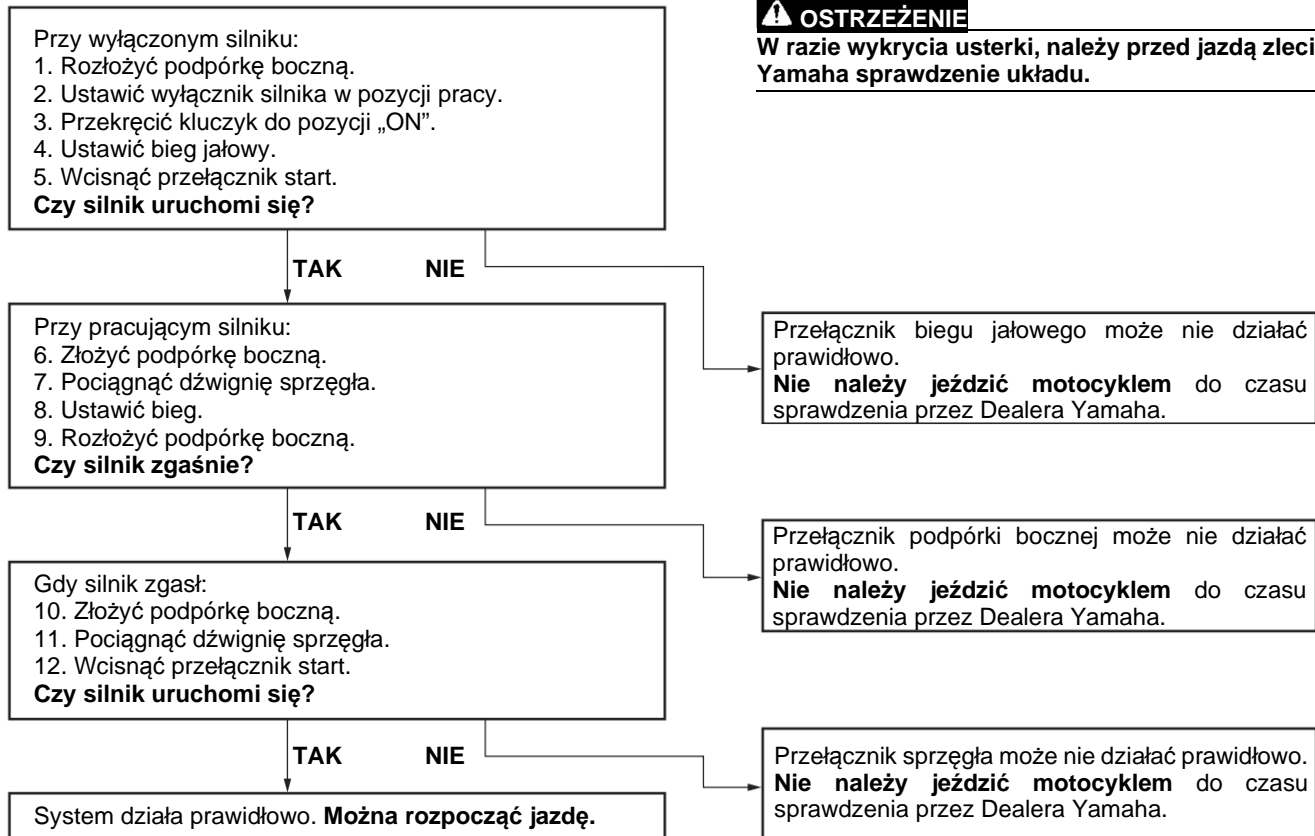 OSTRZEŻENIE
W razie wykrycia usterki, należy przed jazdą zleci
Yamaha sprawdzenie układu.
Przy wyłączonym silniku:
1. Rozłożyć podpórkę boczną.
2. Ustawić wyłącznik silnika w pozycji pracy.
3. Przekręcić kluczyk do pozycji „ON”.
4. Ustawić bieg jałowy.
5. Wcisnąć przełącznik start.
Czy silnik uruchomi się?
TAK NIE
Przełącznik biegu jałowego może nie działać
prawidłowo.
Nie należy jeździć motocyklem do czasu
sprawdzenia przez Dealera Yamaha.
Przy pracującym silniku:
6. Złożyć podpórkę boczną.
7. Pociągnąć dźwignię sprzęgła.
8. Ustawić bieg.
9. Rozłożyć podpórkę boczną.
Czy silnik zgaśnie?
TAK NIE
Przełącznik podpórki bocznej może nie działać
prawidłowo.
Nie należy jeździć motocyklem do czasu
sprawdzenia przez Dealera Yamaha.
Gdy silnik zgasł:
10. Złożyć podpórkę boczną.
11. Pociągnąć dźwignię sprzęgła.
12. Wcisnąć przełącznik start.
Czy silnik uruchomi się?
TAK NIE
Przełącznik sprzęgła może nie działać prawidłowo.
Nie należy jeździć motocyklem do czasu
sprawdzenia przez Dealera Yamaha.
System działa prawidłowo. Można rozpocząć jazdę.